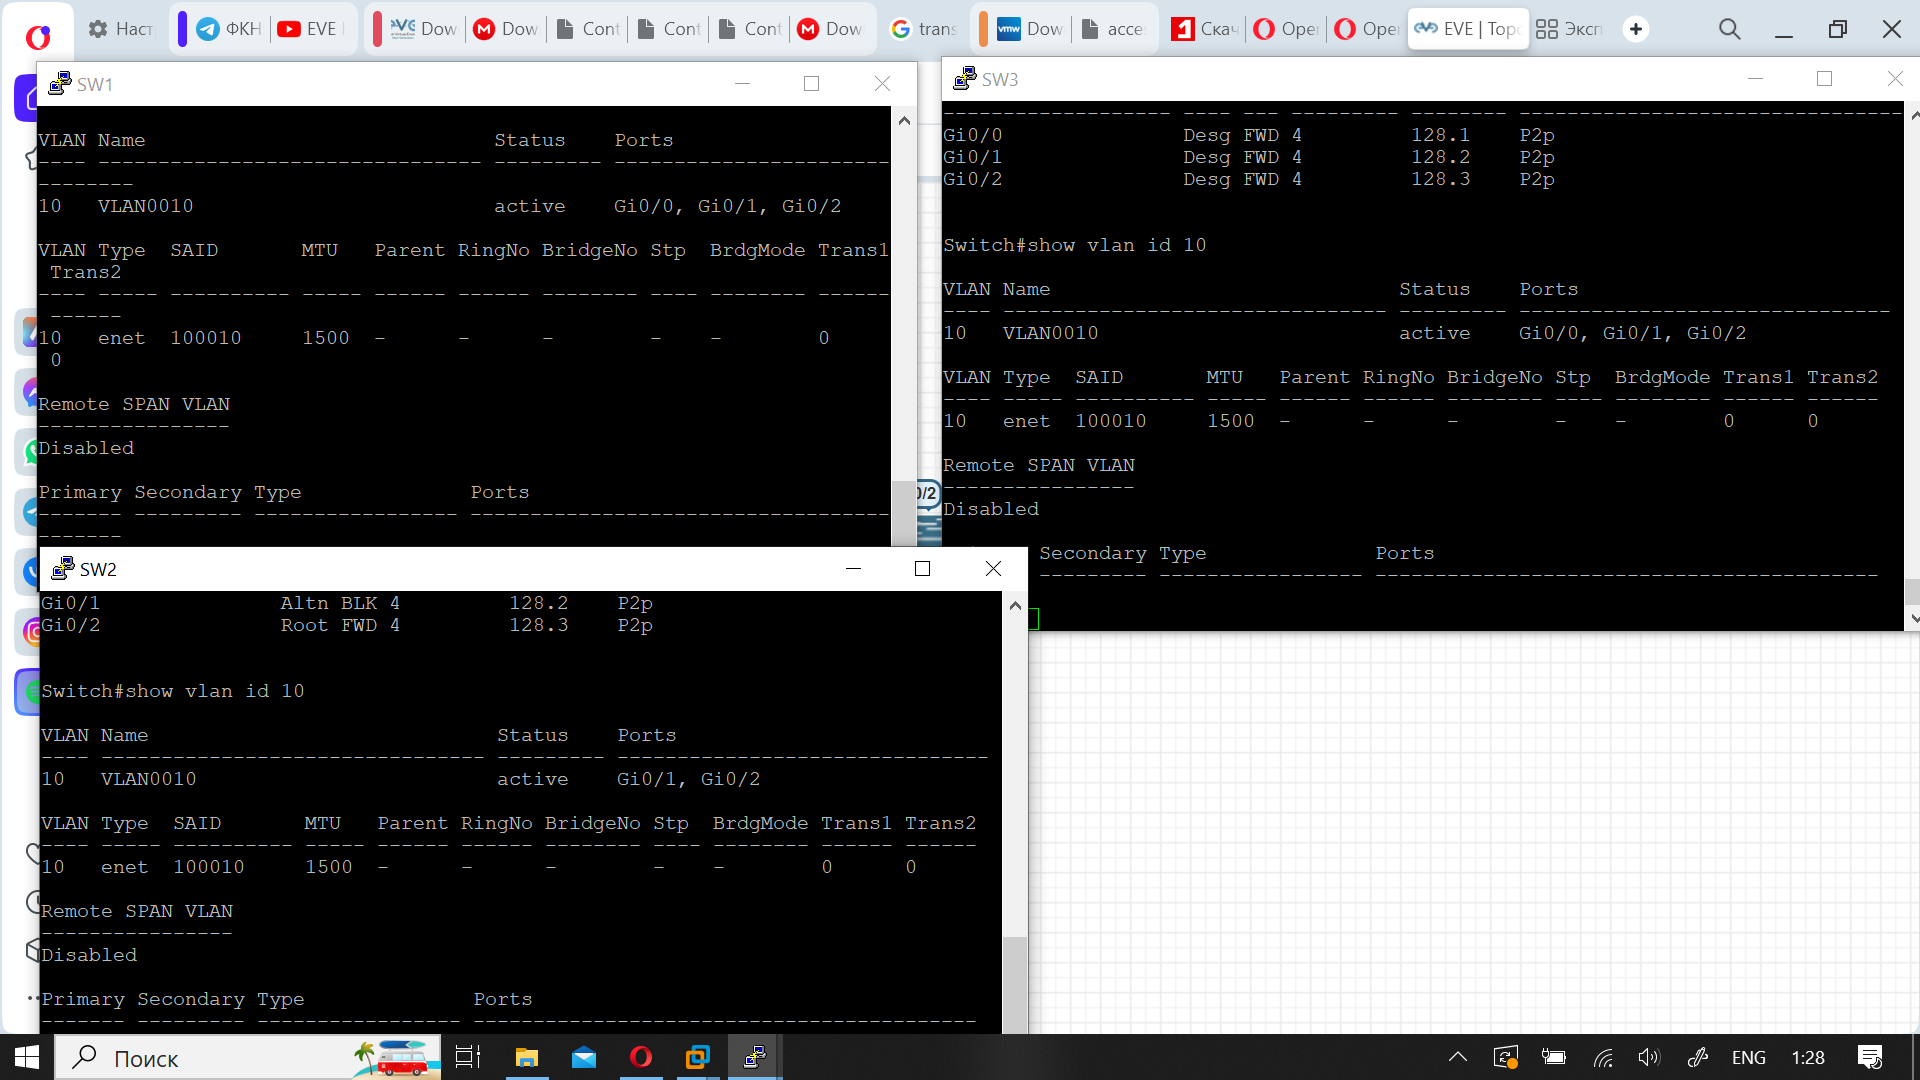 Наст
ФКН
EVE
Dow
Dow
Cont
Cont
Cont
Dow
trans
Dow
acce
Скач
Oper
Oper
EVE | Topo
Эксп
SW1
VLAN Name Status Ports
---- -------------------------------- --------- -----------------------
--------
10 VLAN0010 active Gi0/0, Gi0/1, Gi0/2
VLAN Type SAID MTU Parent RingNo BridgeNo Stp BrdgMode Trans1
Trans2
---- ----- ---------- ----- ------ ------ -------- ---- -------- ------
------
10 enet 100010 1500 - - - - - 0
0
Remote SPAN VLAN
----------------
Disabled
Primary Secondary Type Ports
------- --------- ----------------- -----------------------------------
-------
SW3
--------------------- ---- --- --------- -------- --------------------------------
Gi0/0 Desg FWD 4 128.1 P2p
Gi0/1 Desg FWD 4 128.2 P2p
Gi0/2 Desg FWD 4 128.3 P2p
Switch#show vlan id 10
VLAN Name Status Ports
---- -------------------------------- --------- -------------------------------
10 VLAN0010 active Gi0/0, Gi0/1, Gi0/2
VLAN Type SAID MTU Parent RingNo BridgeNo Stp BrdgMode Trans1 Trans2
---- ----- ---------- ----- ------ ------ -------- ---- -------- ------ ------
10 enet 100010 1500 - - - - - 0 0
Remote SPAN VLAN
----------------
Disabled
Secondary Type Ports
--------- ----------------- ------------------------------------------
0/2
SW2
Gi0/1 Altn BLK 4 128.2 P2p
Gi0/2 Root FWD 4 128.3 P2p
Switch#show vlan id 10
VLAN Name Status Ports
---- -------------------------------- --------- -------------------------------
10 VLAN0010 active Gi0/1, Gi0/2
VLAN Type SAID MTU Parent RingNo BridgeNo Stp BrdgMode Trans1 Trans2
---- ----- ---------- ----- ------ ------ -------- ---- -------- ------ ------
10 enet 100010 1500 - - - - - 0 0
Remote SPAN VLAN
----------------
Disabled
Primary Secondary Type Ports
------- --------- ----------------- ------------------------------------------
Поиск
ENG
1:28